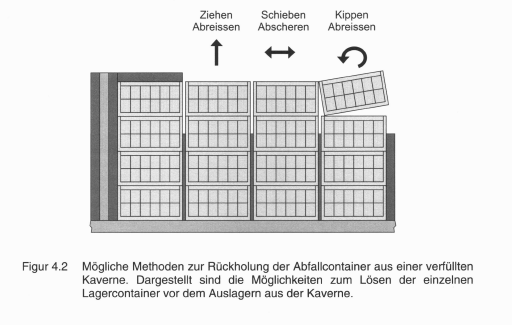 Ziehen Schieben Kippen
Abreissen Abscheren Abreissen
Figur 4.2 Mögliche Methoden zur Rückholung der Abfallcontainer aus einer verfüllten
Kaverne. Dargestellt sind die Möglichkeiten zum Lösen der einzelnen
Lagercontainer vor dem Auslagern aus der Kaverne.